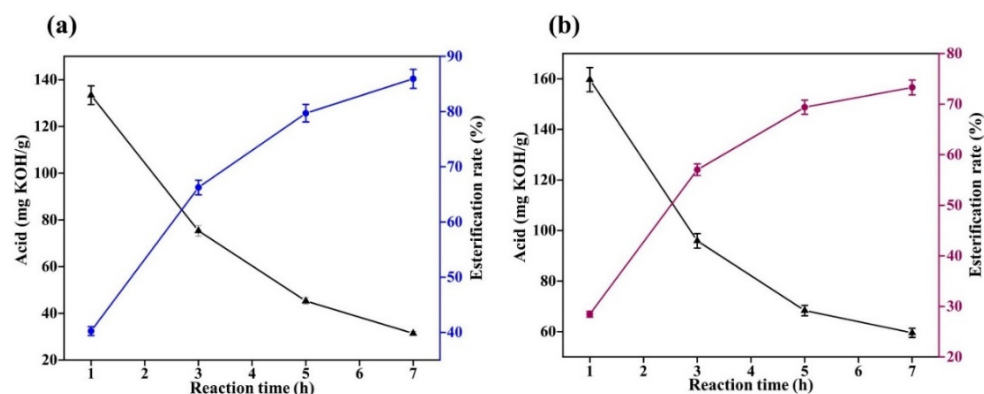 (a)
Acid (mg KOH/g)
140
120
100
80
60
40
20
1 2 3 4 5 6 7
Reaction time (h)
90
80
70
60
50
40
Esterification rate (%)
(b)
Acid (mg KOH/g)
160
140
120
100
80
60
1 2 3 4 5 6 7
Reaction time (h)
80
70
60
50
40
30
20
Esterification rate (%)